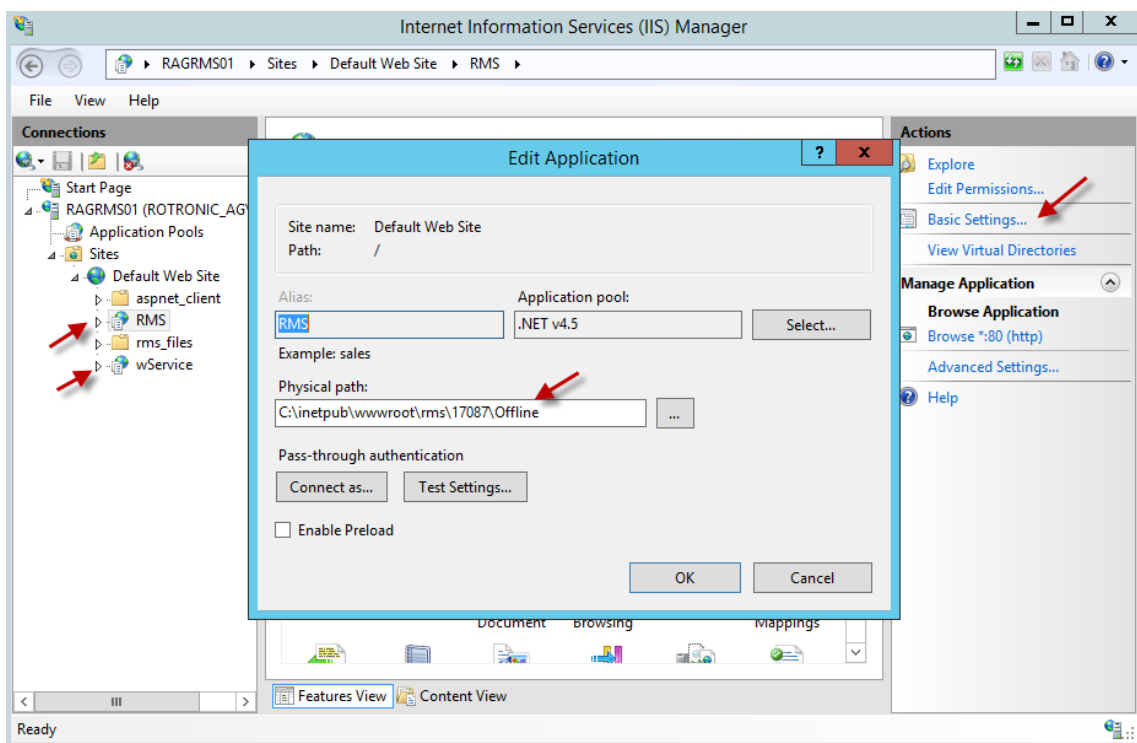 Internet Information Services (IIS) Manager
RAGRMS01 Sites Default Web Site RMS
File View Help
Connections
Start Page
RAGRMS01 (ROTRONIC_AG\
Application Pools
Sites
Default Web Site
aspnet_client
RMS
rms_files
wService
Edit Application
?
x
Site name: Default Web Site
Path: /
Alias:
Application pool:
RMS
.NET v4.5
Select...
Example: sales
Physical path:
C:\inetpub\wwwroot\rms\17087\Offline
...
Pass-through authentication
Connect as...
Test Settings...
Enable Preload
OK
Cancel
Document Browsing Mappings
Features View
Content View
Actions
Explore
Edit Permissions...
Basic Settings...
View Virtual Directories
Manage Application
Browse Application
Browse *:80 (http)
Advanced Settings...
Help
Ready